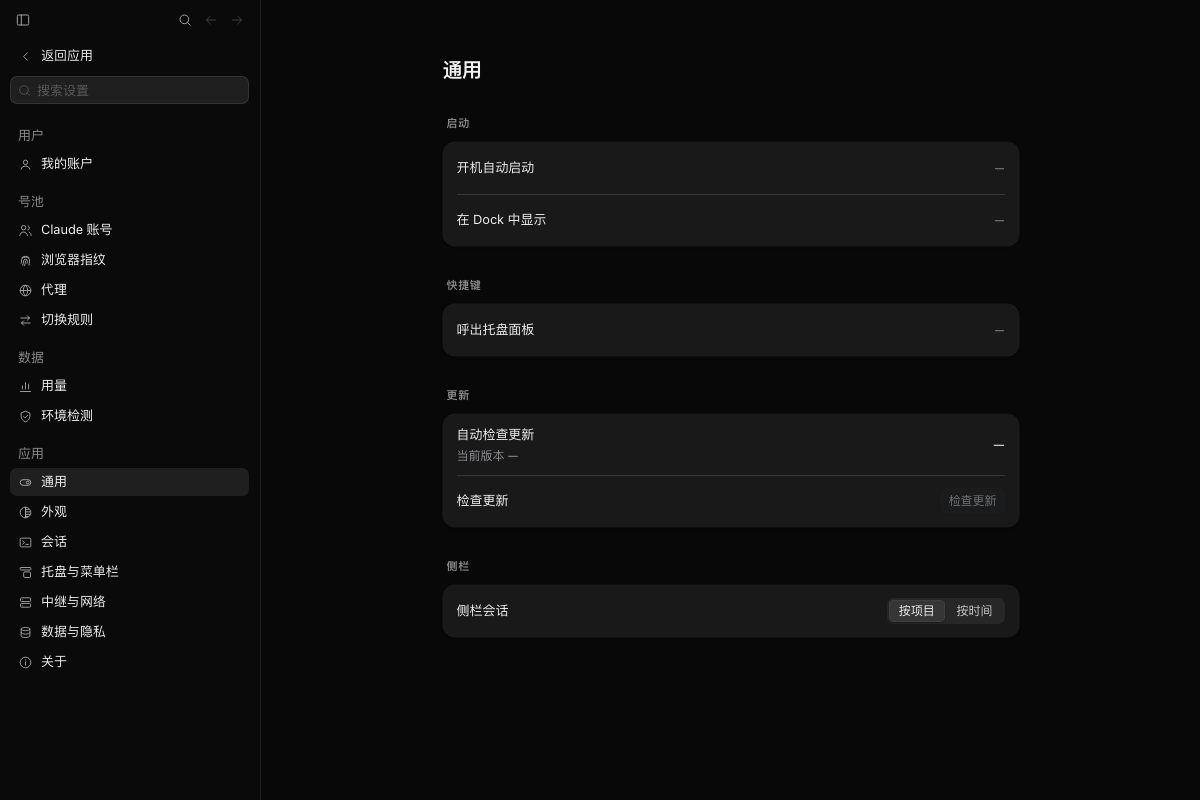 返回应用
搜索设置
用户
我的账户
号池
Claude 账号
浏览器指纹
代理
切换规则
数据
用量
环境检测
应用
通用
外观
会话
托盘与菜单栏
中继与网络
数据与隐私
关于
通用
启动
开机自动启动 —
在 Dock 中显示 —
快捷键
呼出托盘面板 —
更新
自动检查更新 —
当前版本 —
检查更新 检查更新
侧栏
侧栏会话 按项目 按时间